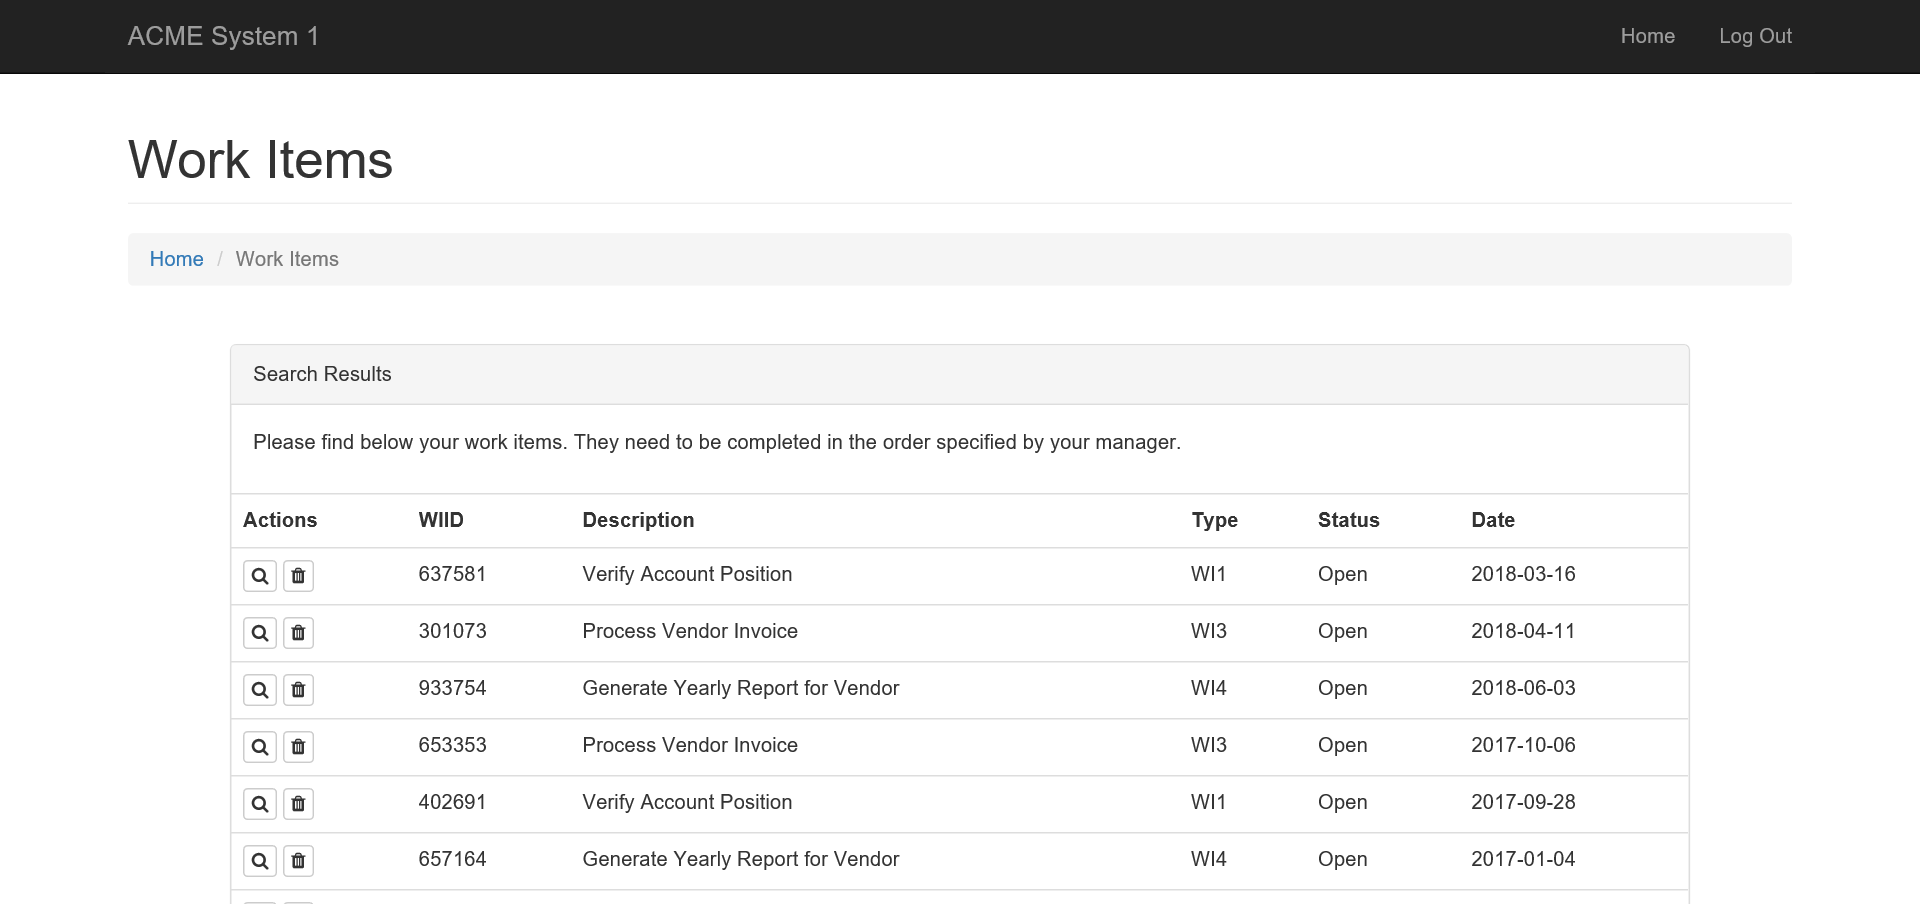 ACME System 1 Home Log Out
Work Items
Home / Work Items
Search Results
Please find below your work items. They need to be completed in the order specified by your manager.
Actions WIID Description Type Status Date
637581 Verify Account Position WI1 Open 2018-03-16
301073 Process Vendor Invoice WI3 Open 2018-04-11
933754 Generate Yearly Report for Vendor WI4 Open 2018-06-03
653353 Process Vendor Invoice WI3 Open 2017-10-06
402691 Verify Account Position WI1 Open 2017-09-28
657164 Generate Yearly Report for Vendor WI4 Open 2017-01-04